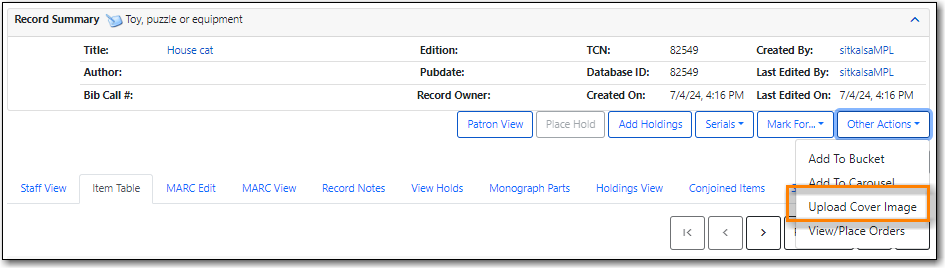 Record Summary Toy, puzzle or equipment
Title: House cat Edition: TCN: 82549 Created By: sitkalsaMPL
Author: Pubdate: Database ID: 82549 Last Edited By: sitkalsaMPL
Bib Call #: Record Owner: Created On: 7/4/24, 4:16 PM Last Edited On: 7/4/24, 4:16 PM
Patron View Place Hold Add Holdings Serials Mark For... Other Actions
Add To Bucket
Add To Carousel
Staff View Item Table MARC Edit MARC View Record Notes View Holds Monograph Parts Holdings View Conjoined Items
Upload Cover Image
View/Place Orders